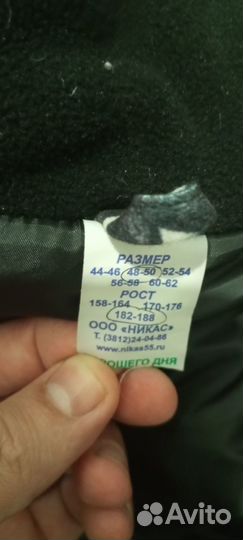 РАЗМЕР
44-46 48-50 52-54
56-58 60-62
РОСТ
158-164 170-176
182-188
ООО «НИКАС»
т. (3812)24-04-86
www.nikas55.ru
ДНЯ
Avito